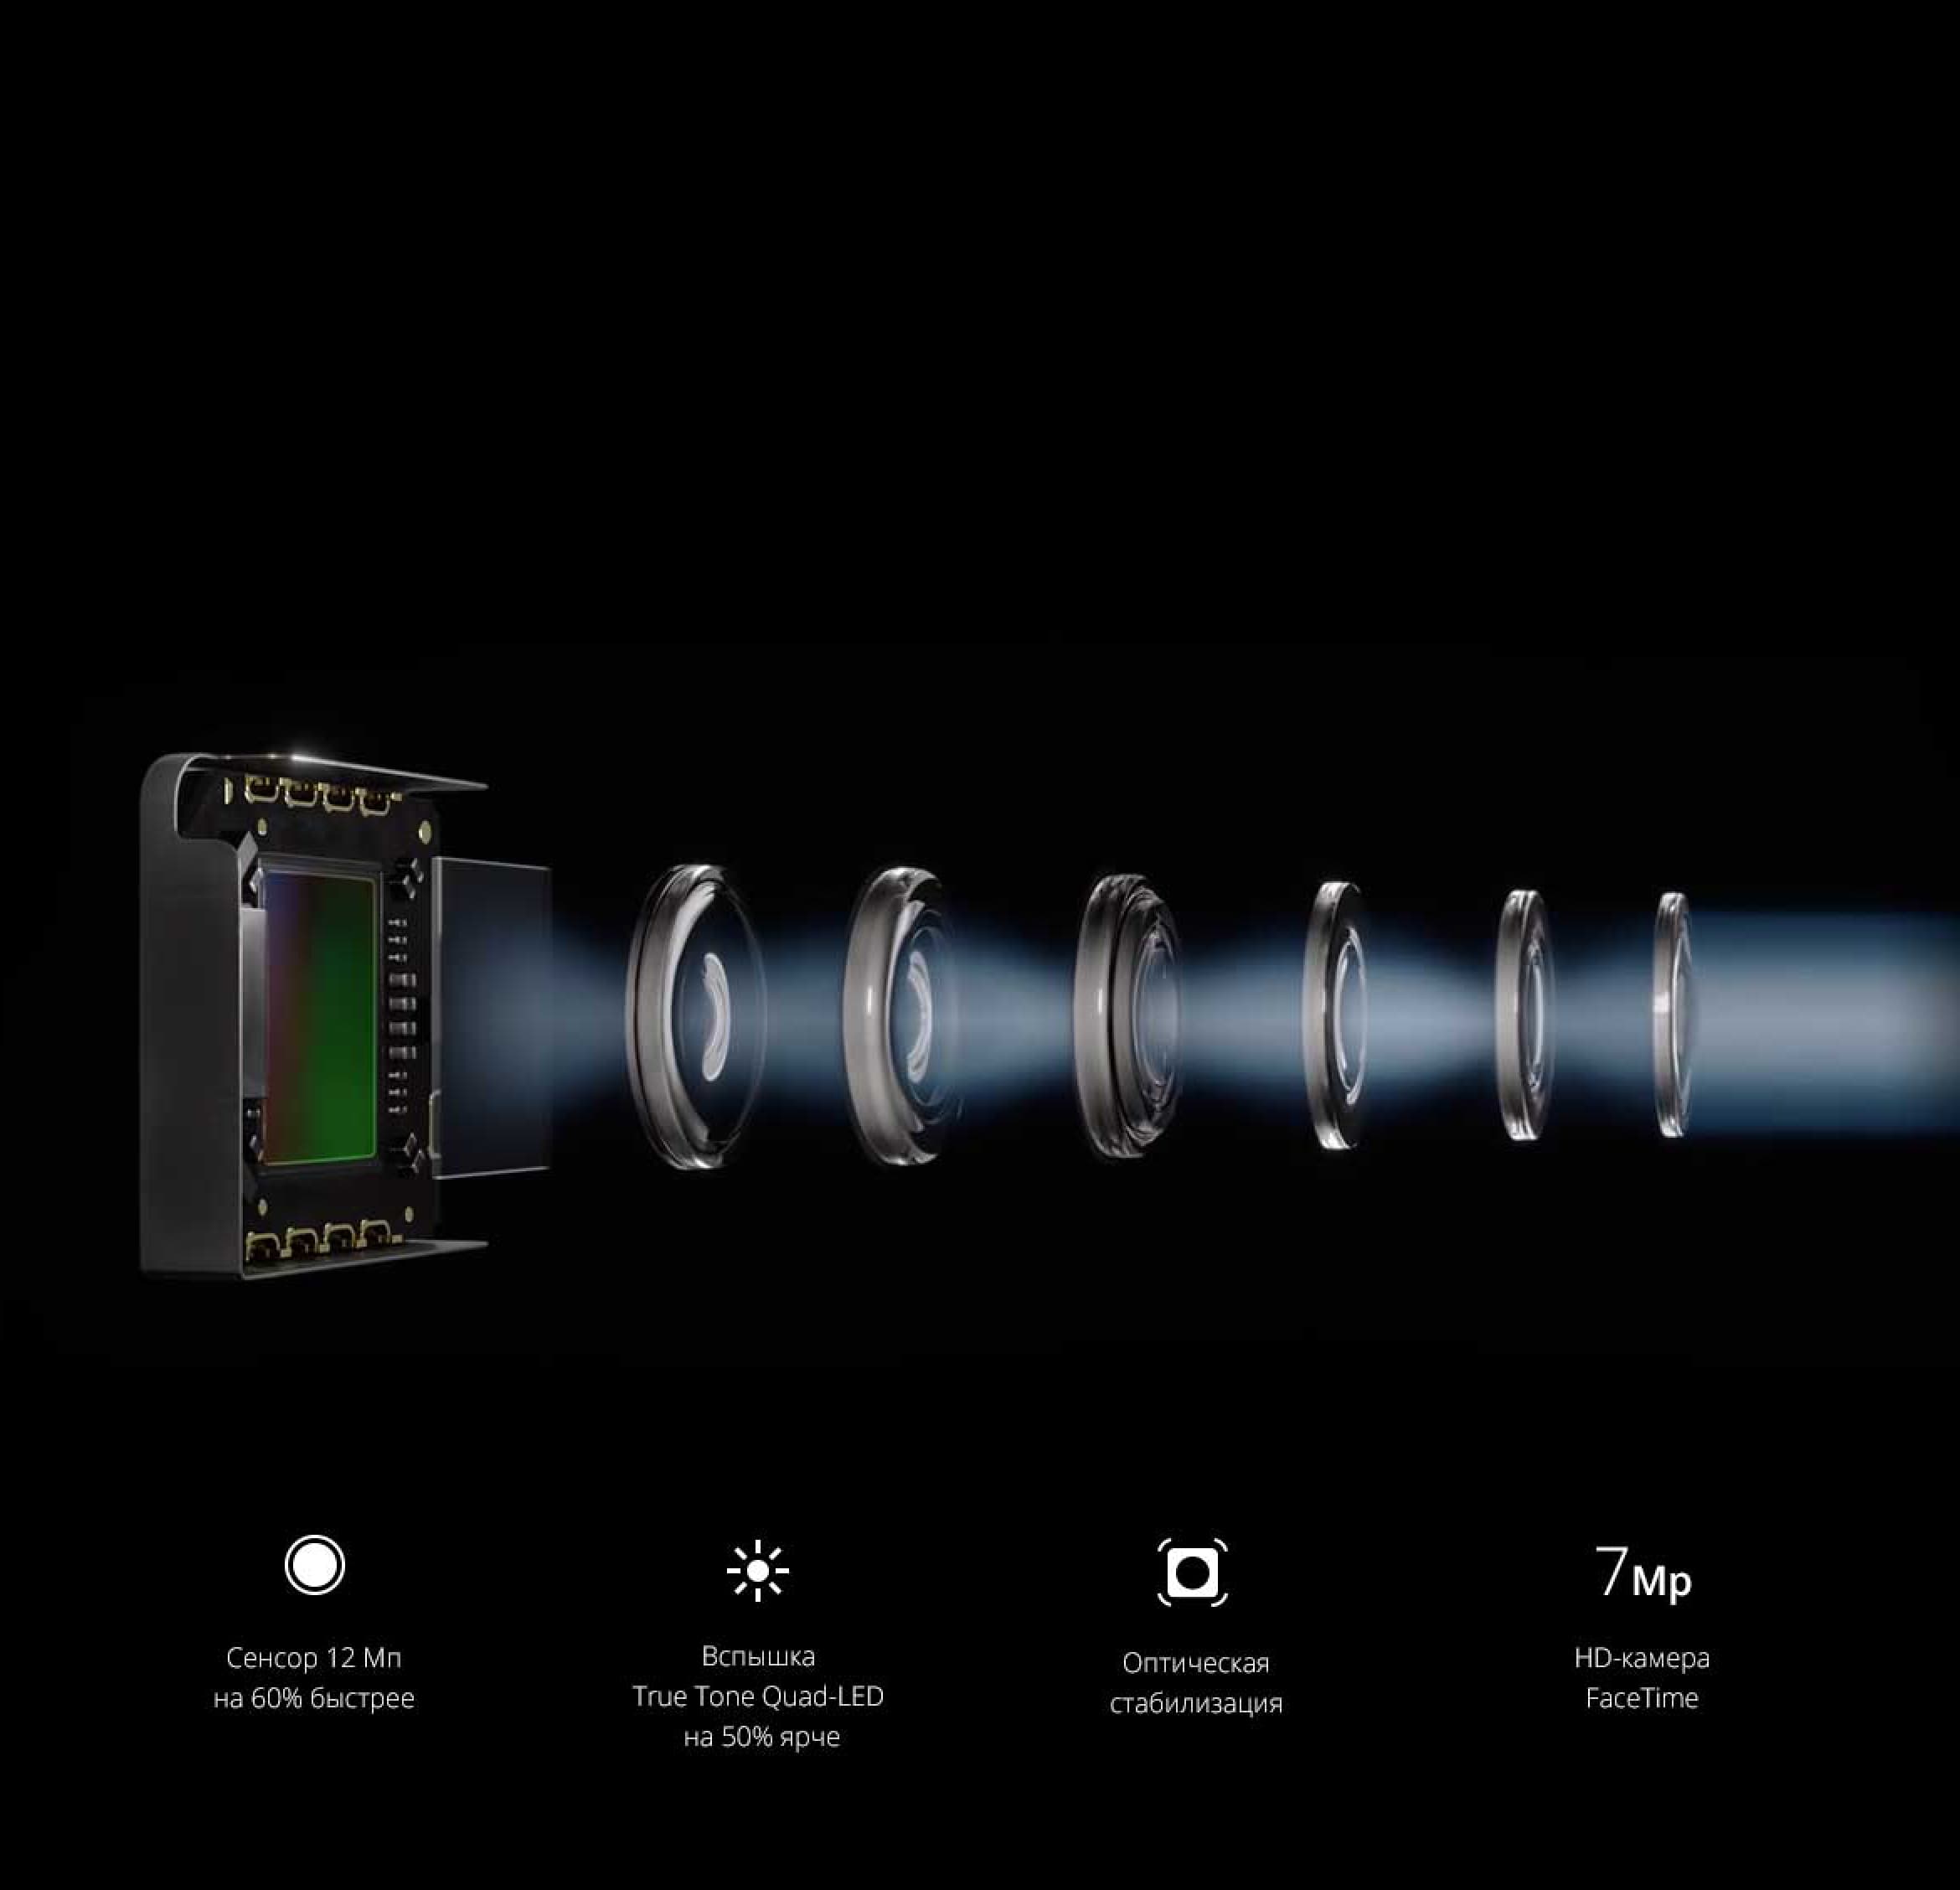 7Mp
Сенсор 12 Мп
на 60% быстрее
Вспышка
True Tone Quad-LED
на 50% ярче
Оптическая
стабилизация
HD-камера
FaceTime